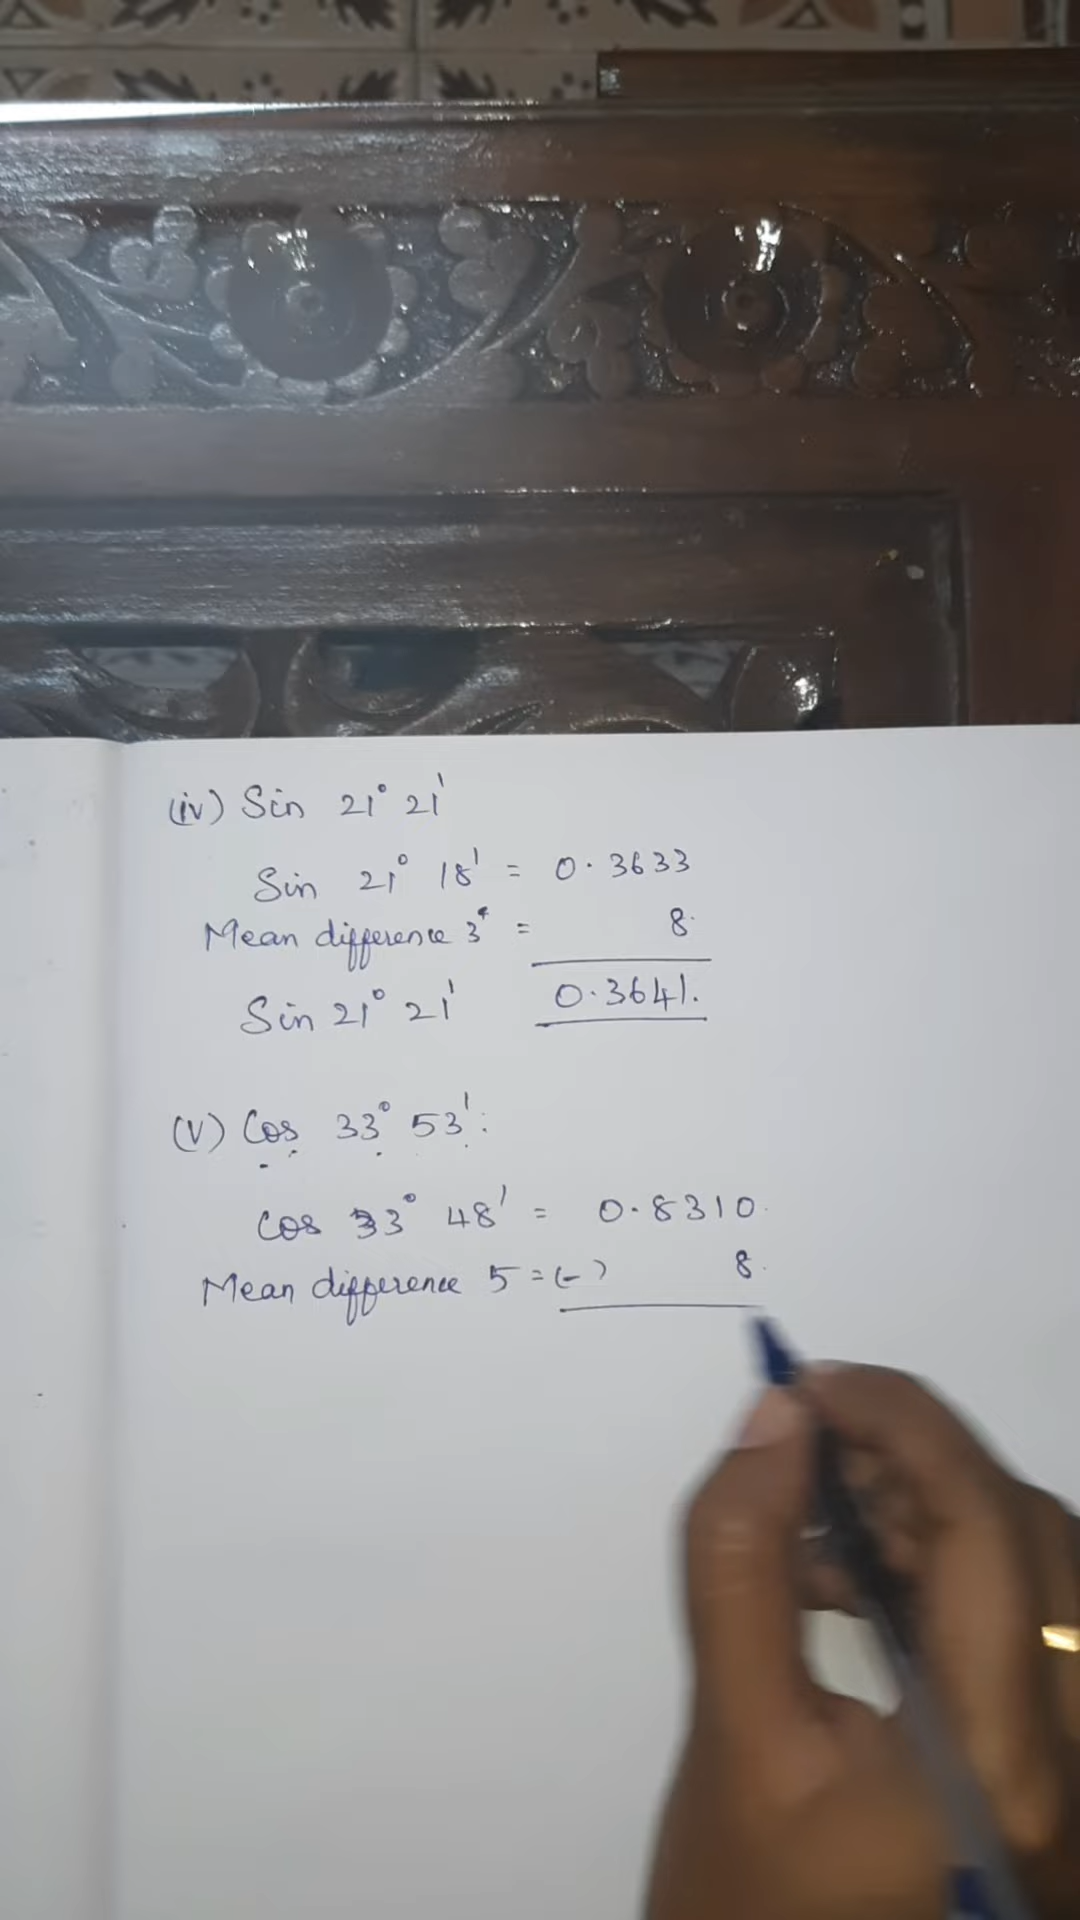 (iv) Sin 21° 21'
Sin 21° 18' = 0.3633
Mean difference 3' = 8
Sin 21° 21' 0.3641.
(v) Cos 33° 53':
cos 33° 48' = 0.8310
Mean difference 5 = (-) 8